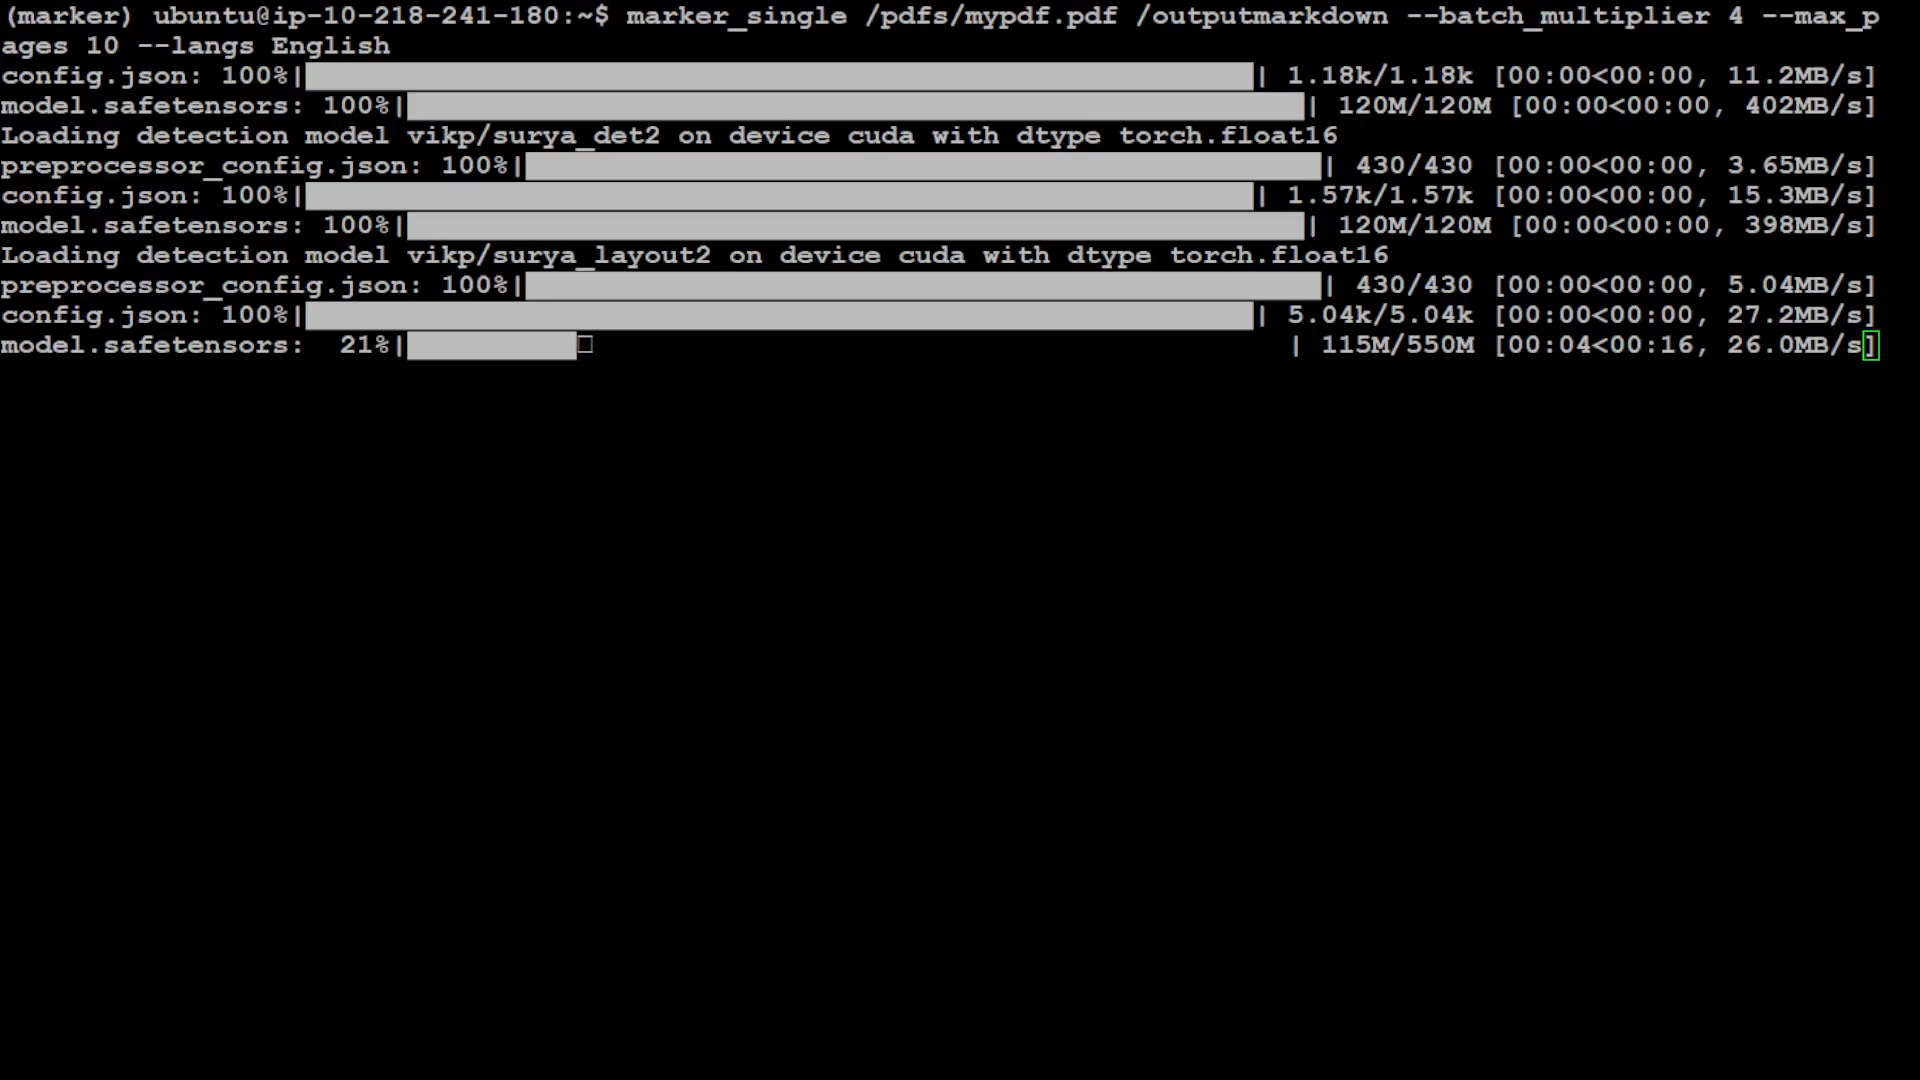 (marker) ubuntu@ip-10-218-241-180:~$ marker_single /pdfs/mypdf.pdf /outputmarkdown --batch_multiplier 4 --max_p
ages 10 --langs English
config.json: 100%| | 1.18k/1.18k [00:00<00:00, 11.2MB/s]
model.safetensors: 100%| | 120M/120M [00:00<00:00, 402MB/s]
Loading detection model vikp/surya_det2 on device cuda with dtype torch.float16
preprocessor_config.json: 100%| | 430/430 [00:00<00:00, 3.65MB/s]
config.json: 100%| | 1.57k/1.57k [00:00<00:00, 15.3MB/s]
model.safetensors: 100%| | 120M/120M [00:00<00:00, 398MB/s]
Loading detection model vikp/surya_layout2 on device cuda with dtype torch.float16
preprocessor_config.json: 100%| | 430/430 [00:00<00:00, 5.04MB/s]
config.json: 100%| | 5.04k/5.04k [00:00<00:00, 27.2MB/s]
model.safetensors: 21%| | 115M/550M [00:04<00:16, 26.0MB/s]